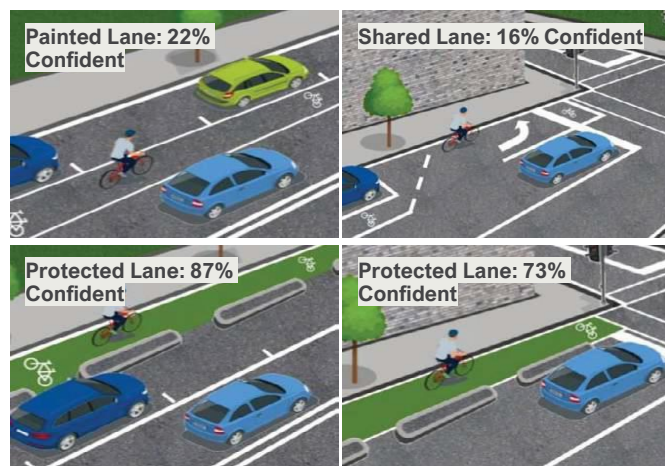 Painted Lane: 22%
Confident
Shared Lane: 16% Confident
Protected Lane: 87%
Confident
Protected Lane: 73%
Confident